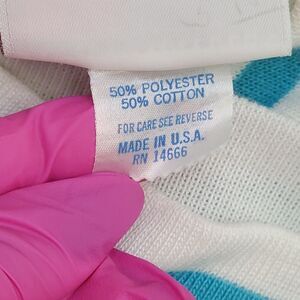 50% POLYESTER
50% COTTON
FOR CARE SEE REVERSE
MADE IN U.S.A.
RN 14666